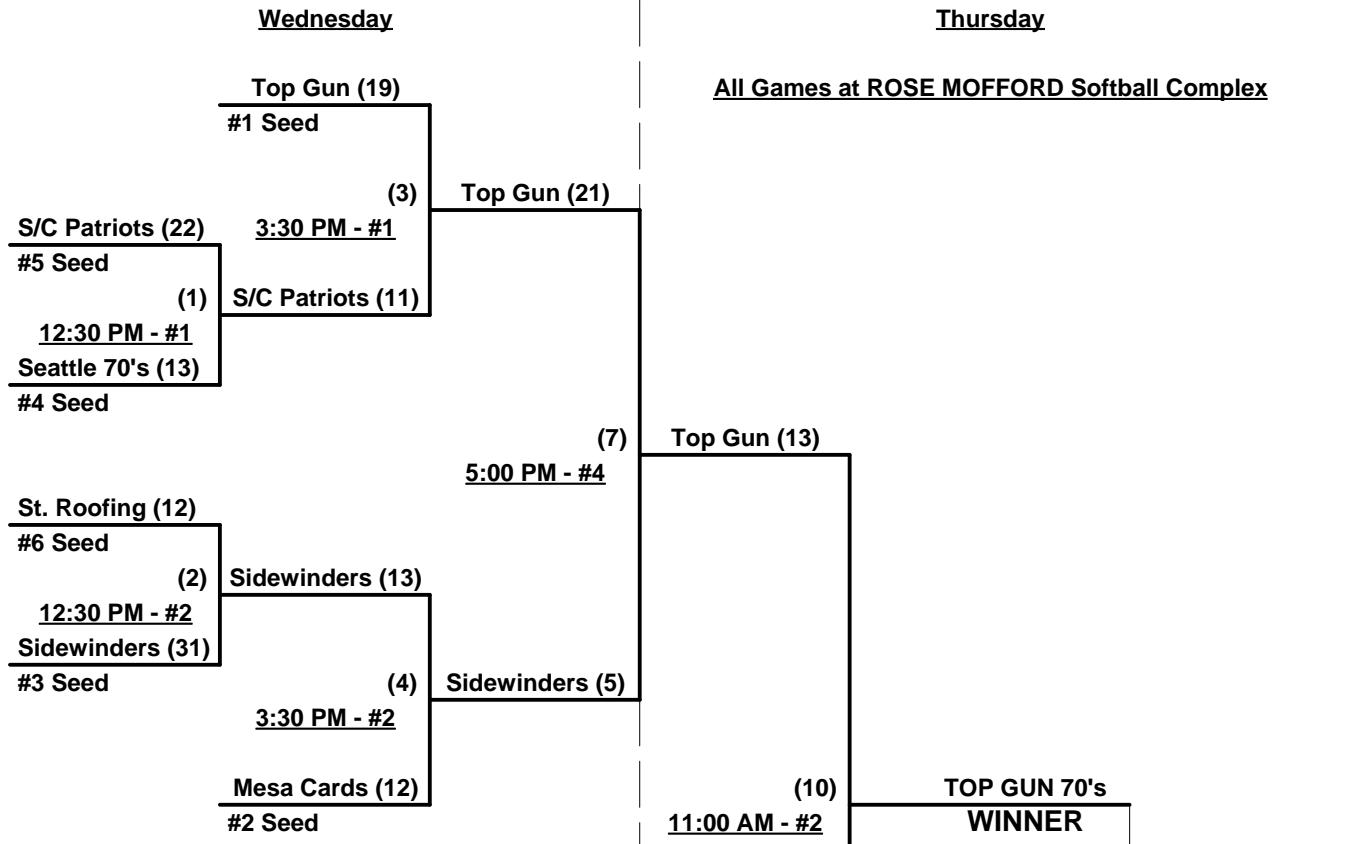 Wednesday
Thursday
Top Gun (19)
All Games at ROSE MOFFORD Softball Complex
#1 Seed
(3)
Top Gun (21)
S/C Patriots (22)
3:30 PM - #1
#5 Seed
(1)
S/C Patriots (11)
12:30 PM - #1
Seattle 70's (13)
#4 Seed
(7)
Top Gun (13)
5:00 PM - #4
St. Roofing (12)
#6 Seed
(2)
Sidewinders (13)
12:30 PM - #2
Sidewinders (31)
#3 Seed
(4)
Sidewinders (5)
3:30 PM - #2
Mesa Cards (12)
(10)
TOP GUN 70's
#2 Seed
11:00 AM - #2
WINNER